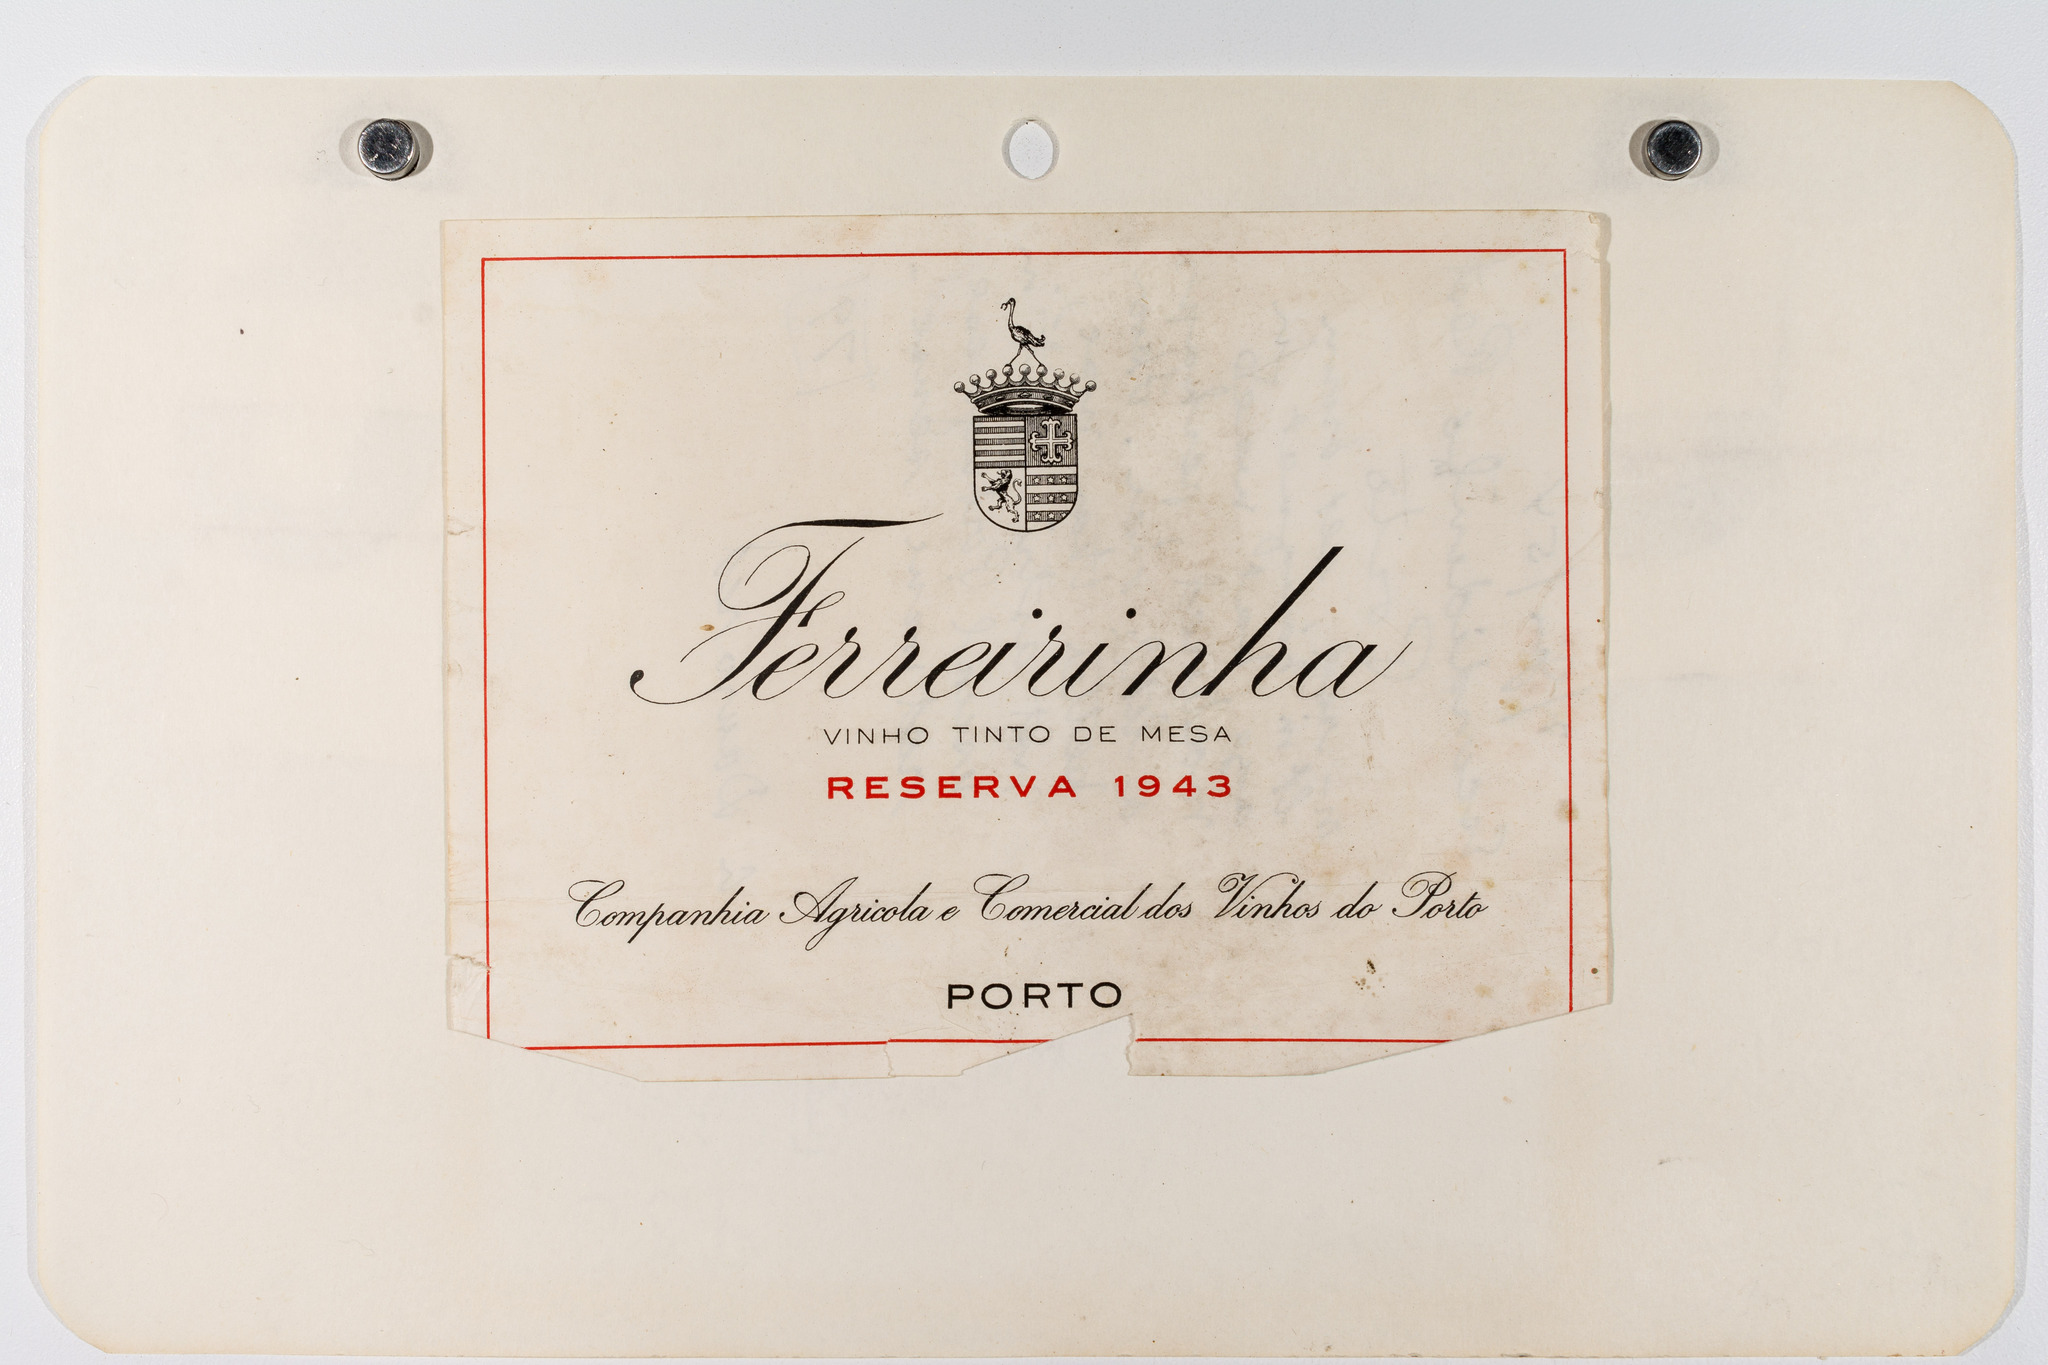 Ferreirinha
VINHO TINTO DE MESA
RESERVA 1943
Companhia Agricola e Comercial dos Vinhos do Porto
PORTO